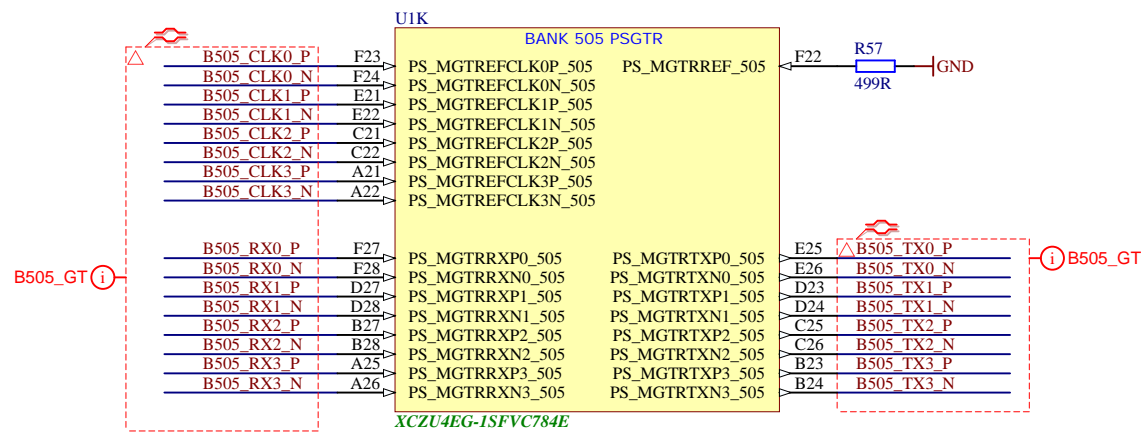 U1K
BANK 505 PSGTR
B505_CLK0_P F23 PS_MGTREFCLK0P_505 PS_MGTRREF_505 F22 R57 499R GND
B505_CLK0_N F24 PS_MGTREFCLK0N_505
B505_CLK1_P E21 PS_MGTREFCLK1P_505
B505_CLK1_N E22 PS_MGTREFCLK1N_505
B505_CLK2_P C21 PS_MGTREFCLK2P_505
B505_CLK2_N C22 PS_MGTREFCLK2N_505
B505_CLK3_P A21 PS_MGTREFCLK3P_505
B505_CLK3_N A22 PS_MGTREFCLK3N_505
B505_RX0_P F27 PS_MGTRRXP0_505 PS_MGTRTXP0_505 E25 B505_TX0_P
B505_GT i B505_RX0_N F28 PS_MGTRRXN0_505 PS_MGTRTXN0_505 E26 B505_TX0_N i B505_GT
B505_RX1_P D27 PS_MGTRRXP1_505 PS_MGTRTXP1_505 D23 B505_TX1_P
B505_RX1_N D28 PS_MGTRRXN1_505 PS_MGTRTXN1_505 D24 B505_TX1_N
B505_RX2_P B27 PS_MGTRRXP2_505 PS_MGTRTXP2_505 C25 B505_TX2_P
B505_RX2_N B28 PS_MGTRRXN2_505 PS_MGTRTXN2_505 C26 B505_TX2_N
B505_RX3_P A25 PS_MGTRRXP3_505 PS_MGTRTXP3_505 B23 B505_TX3_P
B505_RX3_N A26 PS_MGTRRXN3_505 PS_MGTRTXN3_505 B24 B505_TX3_N
XCZU4EG-1SFVC784E